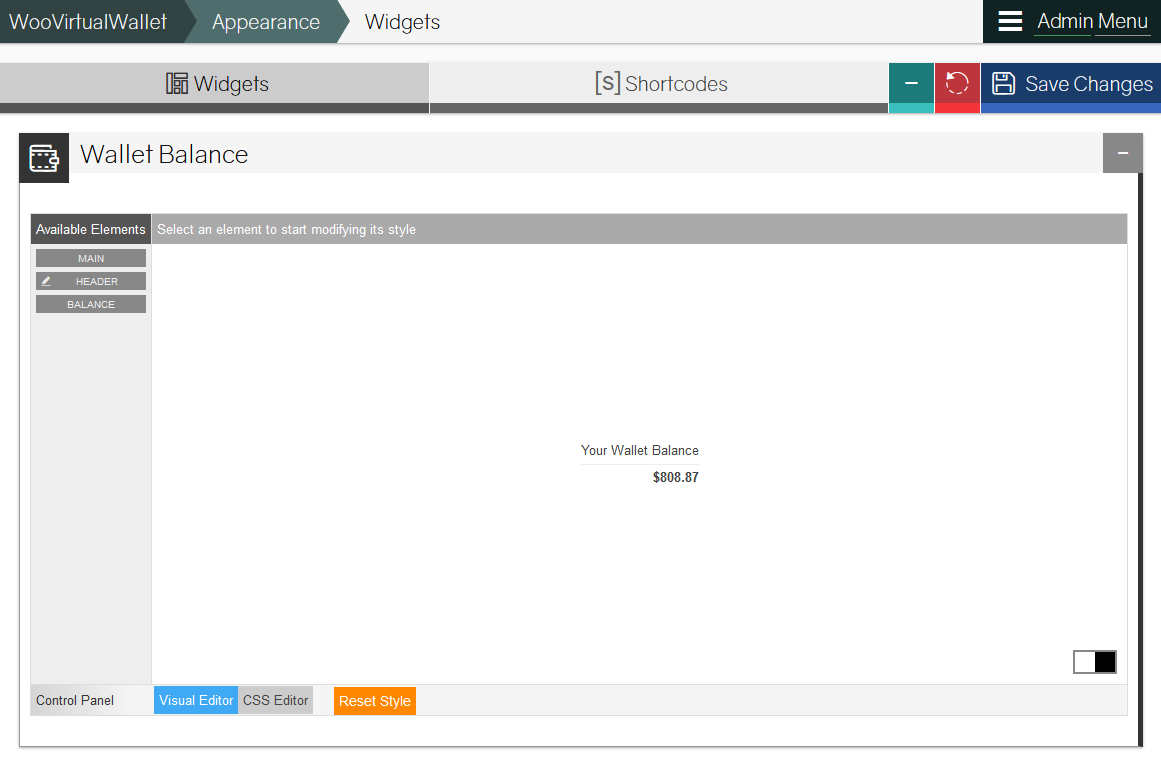 WooVirtualWallet Appearance Widgets Admin Menu
Widgets [S] Shortcodes Save Changes
Wallet Balance
Available Elements Select an element to start modifying its style
MAIN
HEADER
BALANCE
Your Wallet Balance
$808.87
Control Panel Visual Editor CSS Editor Reset Style